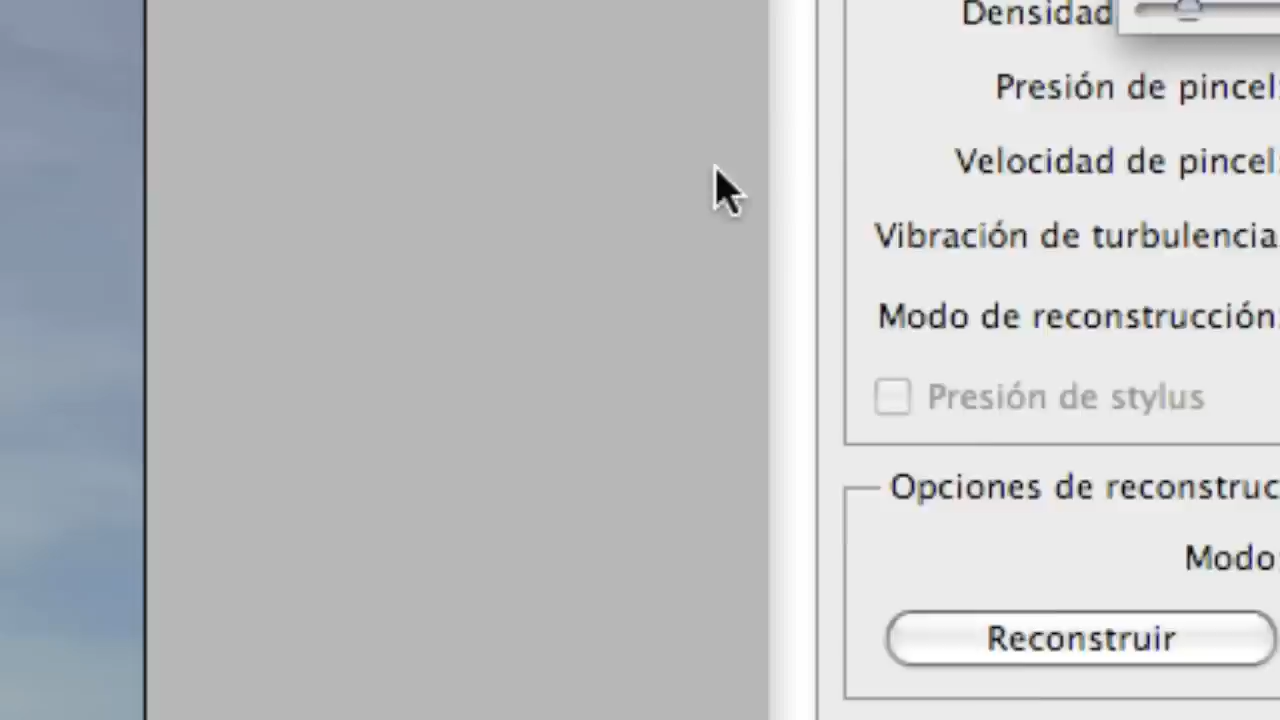 Densidad
Presión de pincel:
Velocidad de pincel:
Vibración de turbulencia
Modo de reconstrucción:
Presión de stylus
Opciones de reconstruc
Modo:
Reconstruir